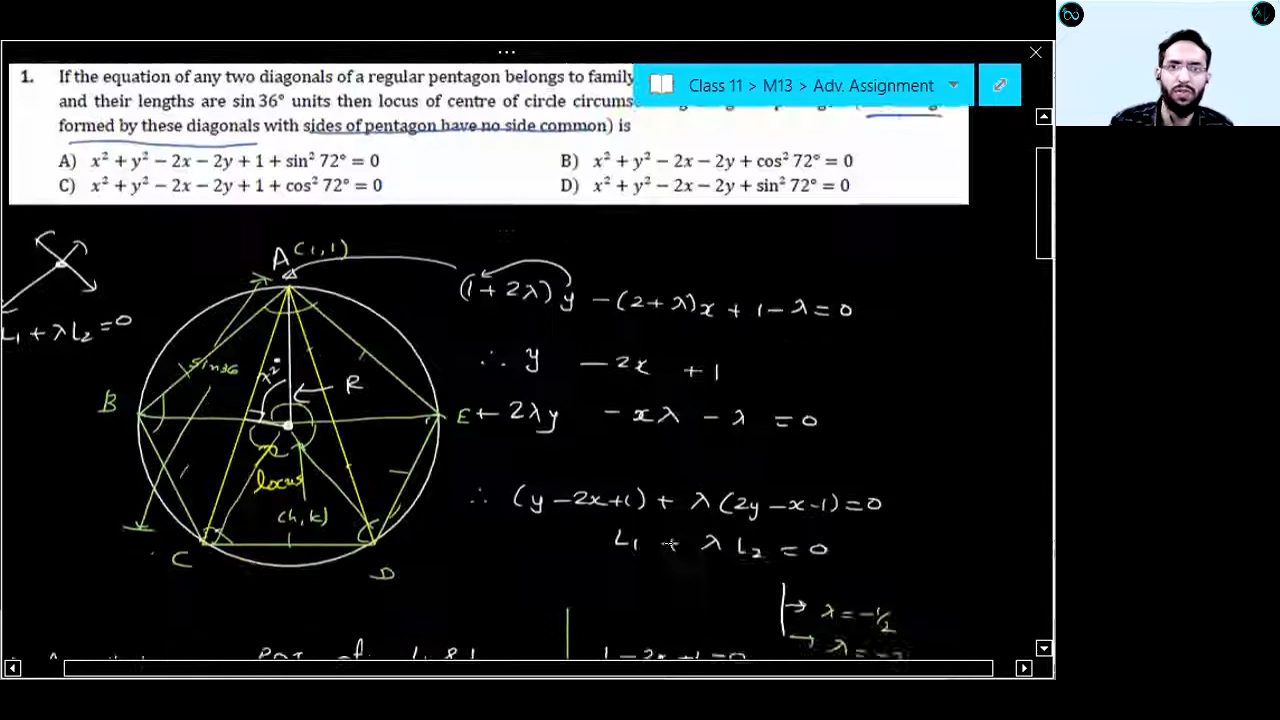 1. If the equation of any two diagonals of a regular pentagon belongs to family
Class 11 > M13 > Adv. Assignment
and their lengths are sin 36° units then locus of centre of circle circums
formed by these diagonals with sides of pentagon have no side common) is
A) x² + y² − 2x − 2y + 1 + sin² 72° = 0
B) x² + y² − 2x − 2y + cos² 72° = 0
C) x² + y² − 2x − 2y + 1 + cos² 72° = 0
D) x² + y² − 2x − 2y + sin² 72° = 0
A (1,1)
(1+2λ)y − (2+λ)x + 1−λ = 0
L₁ + λL₂ = 0
∴ y − 2x + 1
sin36
72°
R
B
E
+ 2λy − xλ − λ = 0
locus
(h,k)
∴ (y−2x+1) + λ(2y−x−1) = 0
L₁ + λ L₂ = 0
C
D
→ λ = −1/2
→ λ = −2